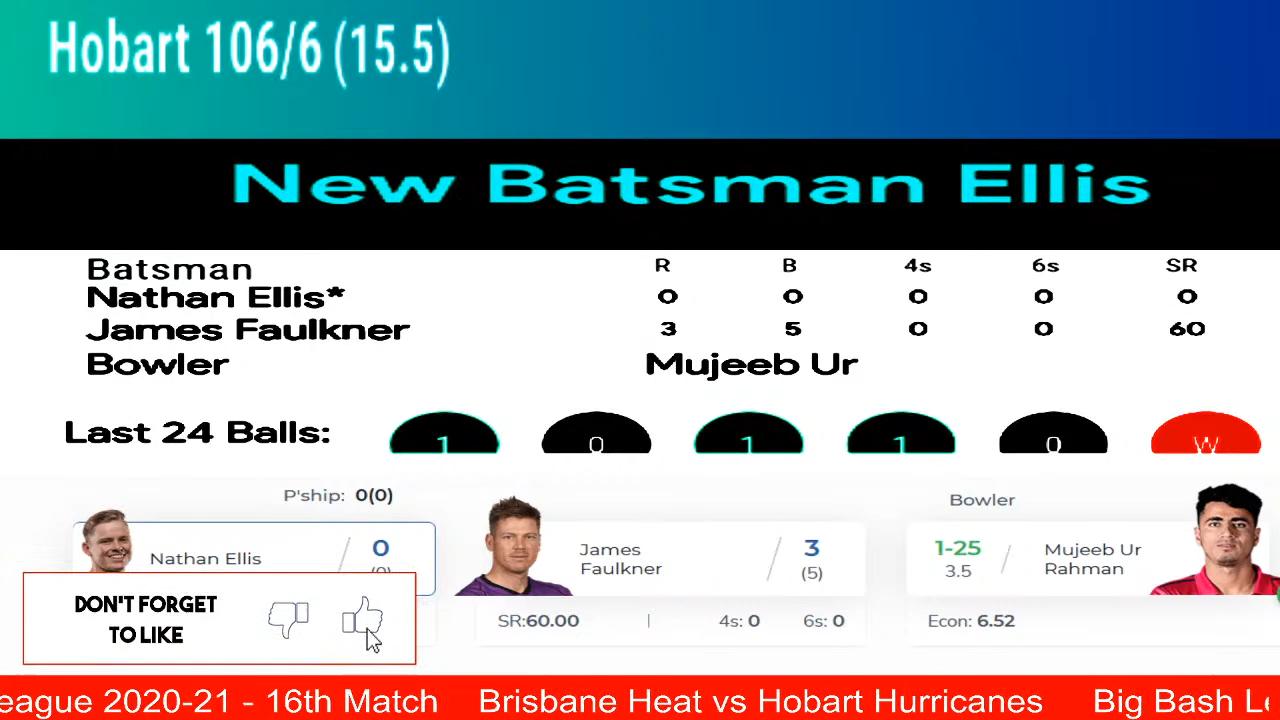 Hobart 106/6 (15.5)
New Batsman Ellis
Batsman R B 4s 6s SR
Nathan Ellis* 0 0 0 0 0
James Faulkner 3 5 0 0 60
Bowler Mujeeb Ur
Last 24 Balls: 1 0 1 1 0 W
P'ship: 0(0)
Nathan Ellis 0
(0)
James
Faulkner
3
(5)
SR:60.00 4s: 0 6s: 0
Bowler
1-25
3.5
Mujeeb Ur
Rahman
Econ: 6.52
DON'T FORGET
TO LIKE
eague 2020-21 - 16th Match Brisbane Heat vs Hobart Hurricanes Big Bash Le